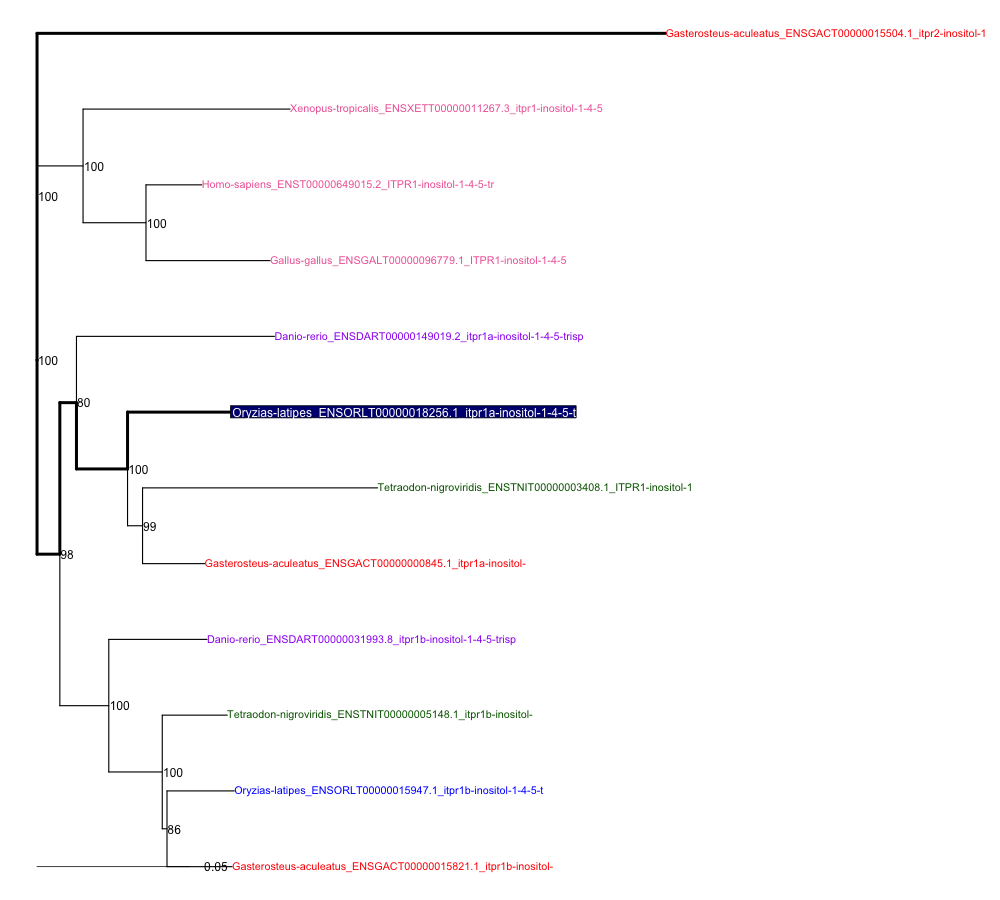 Gasterosteus-aculeatus_ENSGACT00000015504.1_itpr2-inositol-1
Xenopus-tropicalis_ENSXETT00000011267.3_itpr1-inositol-1-4-5
100
Homo-sapiens_ENST00000649015.2_ITPR1-inositol-1-4-5-tr
100
100
Gallus-gallus_ENSGALT00000096779.1_ITPR1-inositol-1-4-5
Danio-rerio_ENSDART00000149019.2_itpr1a-inositol-1-4-5-trisp
100
80
Oryzias-latipes_ENSORLT00000018256.1_itpr1a-inositol-1-4-5-t
100
Tetraodon-nigroviridis_ENSTNIT00000003408.1_ITPR1-inositol-1
99
98
Gasterosteus-aculeatus_ENSGACT00000000845.1_itpr1a-inositol-
Danio-rerio_ENSDART00000031993.8_itpr1b-inositol-1-4-5-trisp
100
Tetraodon-nigroviridis_ENSTNIT00000005148.1_itpr1b-inositol-
100
Oryzias-latipes_ENSORLT00000015947.1_itpr1b-inositol-1-4-5-t
86
0.05
Gasterosteus-aculeatus_ENSGACT00000015821.1_itpr1b-inositol-